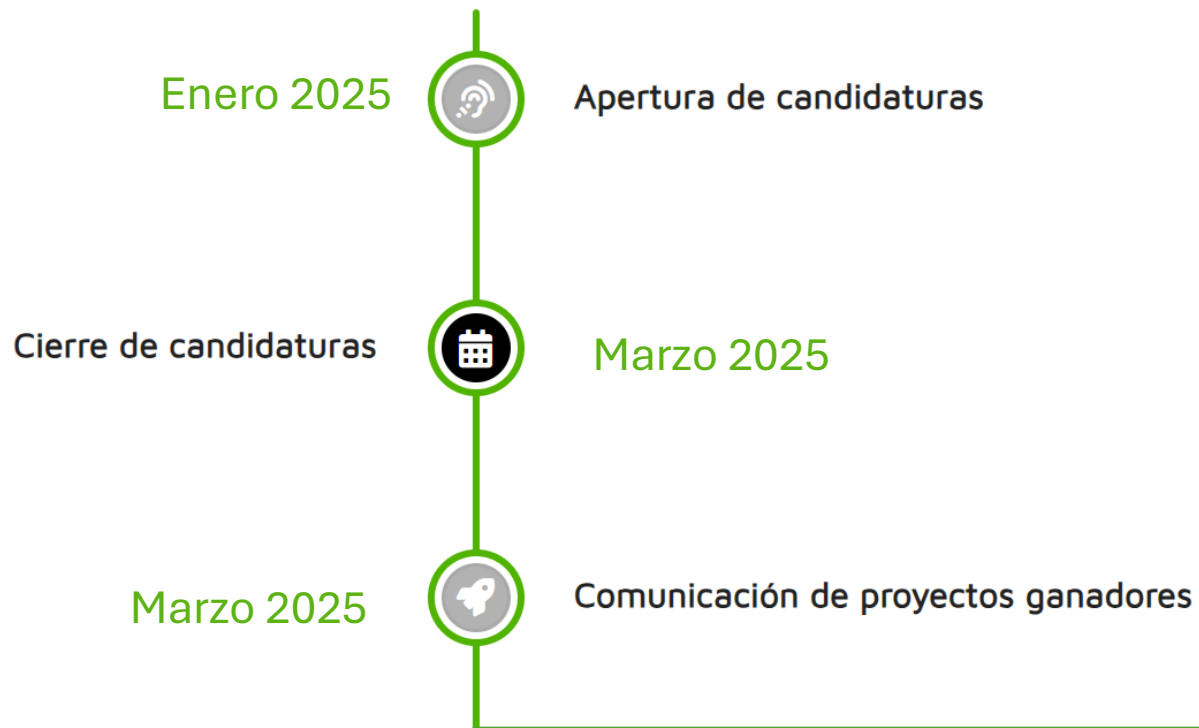 Enero 2025
Apertura de candidaturas
Cierre de candidaturas
Marzo 2025
Marzo 2025
Comunicación de proyectos ganadores